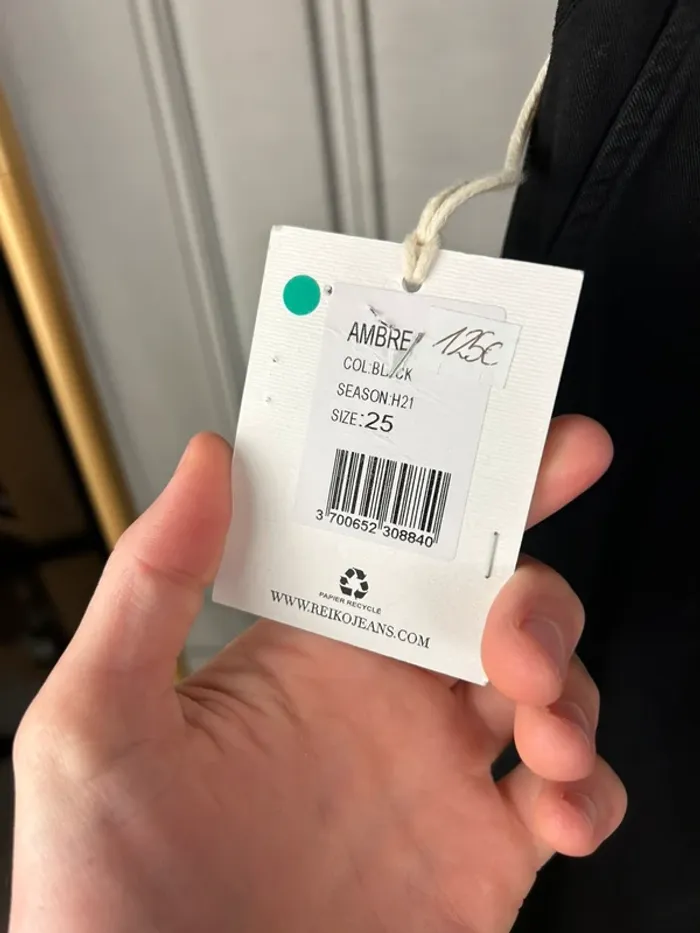 AMBRE 125€
COL:BLACK
SEASON:H21
SIZE:25
3 700652 308840
PAPIER RECYCLÉ
WWW.REIKOJEANS.COM